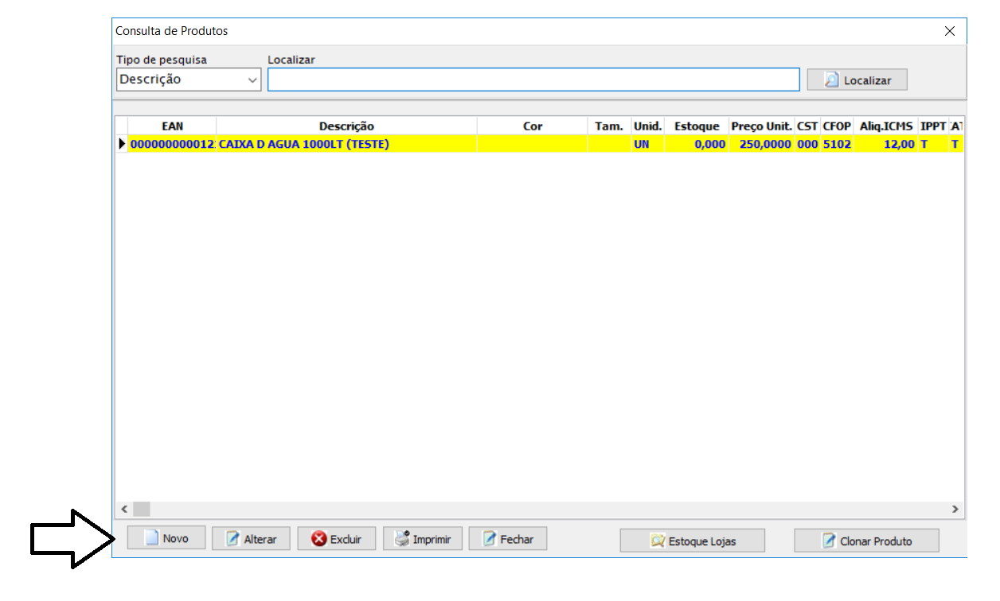 Consulta de Produtos
Tipo de pesquisa Localizar
Descrição Localizar
EAN Descrição Cor Tam. Unid. Estoque Preço Unit. CST CFOP Aliq.ICMS IPPT
000000000012 CAIXA D AGUA 1000LT (TESTE) UN 0,000 250,0000 000 5102 12,00 T T
Novo Alterar Excluir Imprimir Fechar Estoque Lojas Clonar Produto